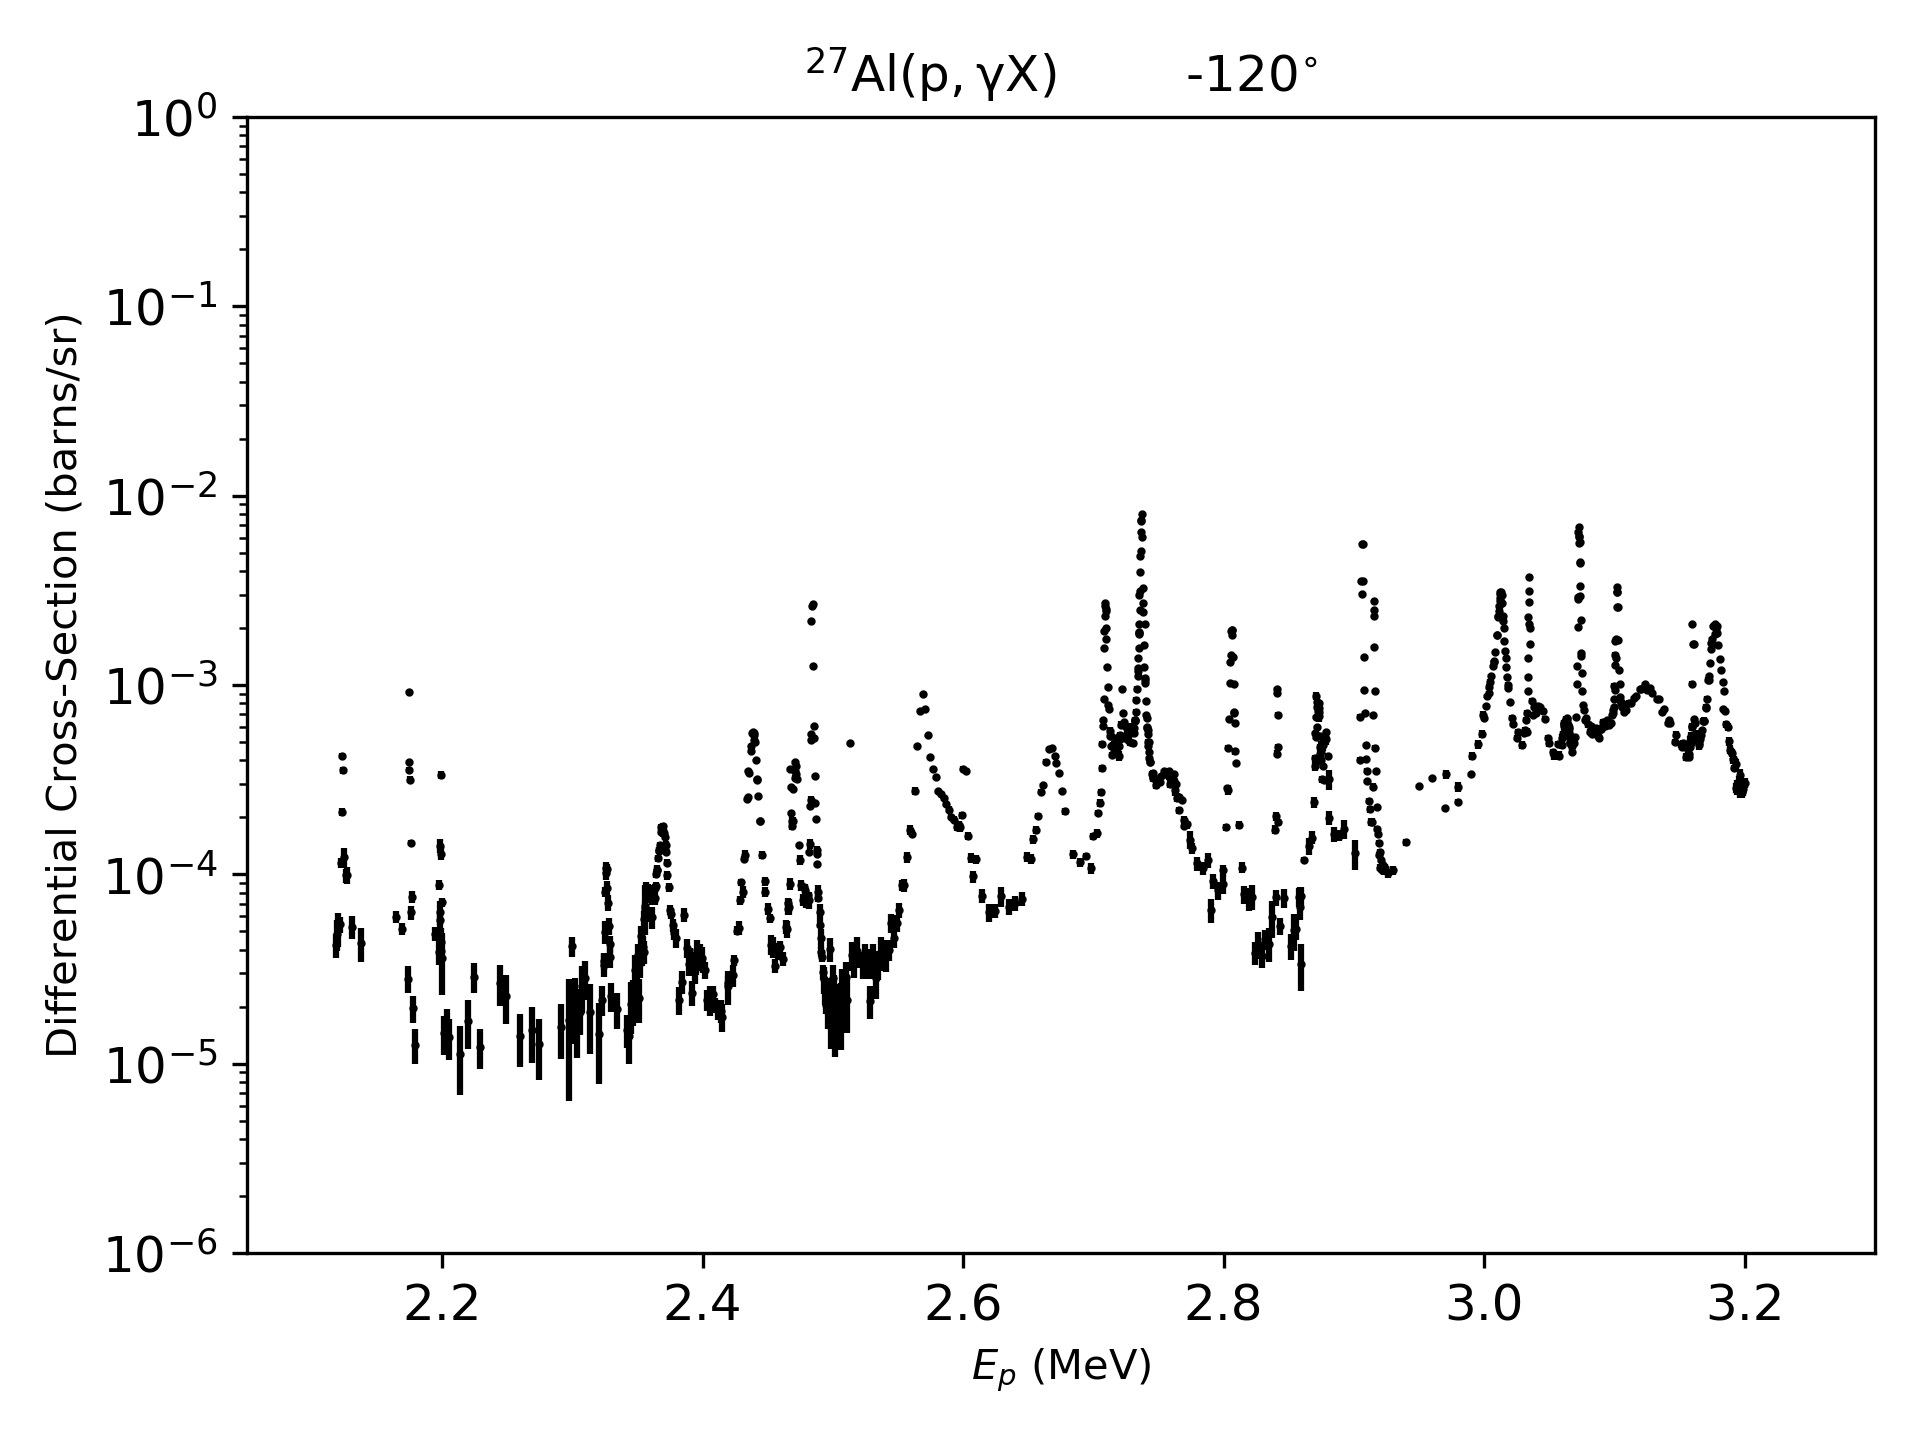 ²⁷Al(p, γX) -120°
10⁰
10⁻¹
10⁻²
10⁻³
10⁻⁴
10⁻⁵
10⁻⁶
Differential Cross-Section (barns/sr)
2.2 2.4 2.6 2.8 3.0 3.2
Eₚ (MeV)